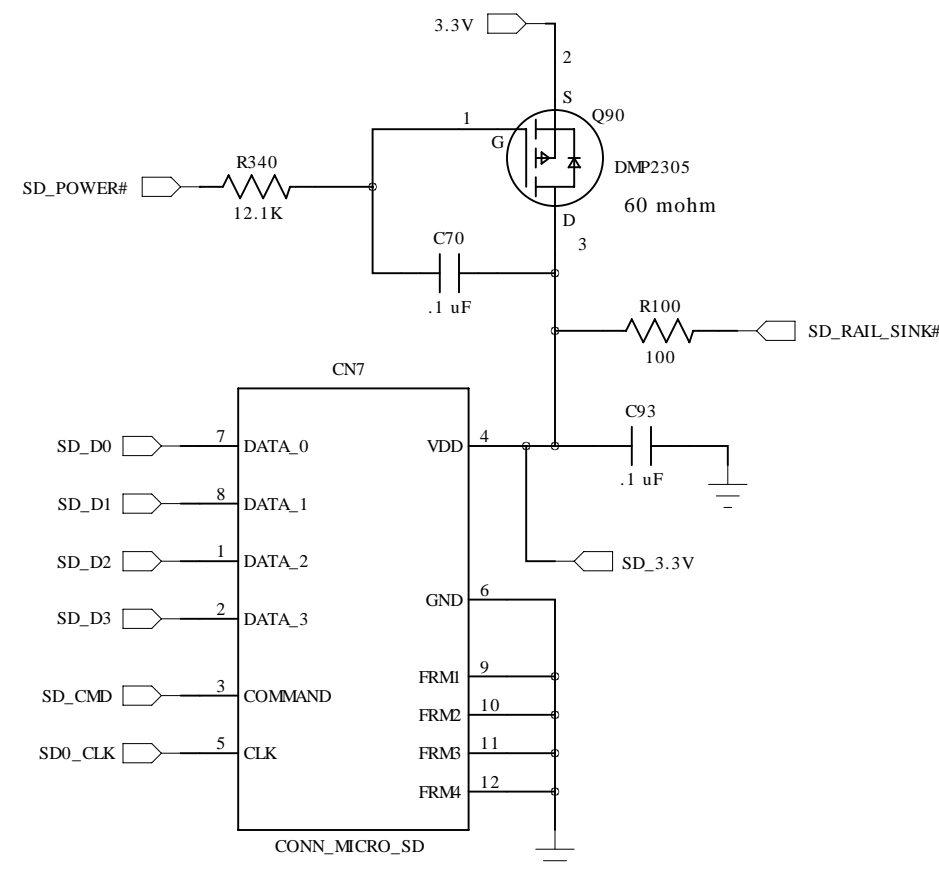 3.3V
2
S
Q90
1
G
R340
DMP2305
SD_POWER#
12.1K
60 mohm
D
C70
3
.1 uF
R100
SD_RAIL_SINK#
100
CN7
C93
SD_D0
7
DATA_0
VDD
4
.1 uF
SD_D1
8
DATA_1
SD_D2
1
DATA_2
SD_3.3V
GND
6
SD_D3
2
DATA_3
FRM1
9
SD_CMD
3
COMMAND
FRM2
10
SD0_CLK
5
CLK
FRM3
11
FRM4
12
CONN_MICRO_SD